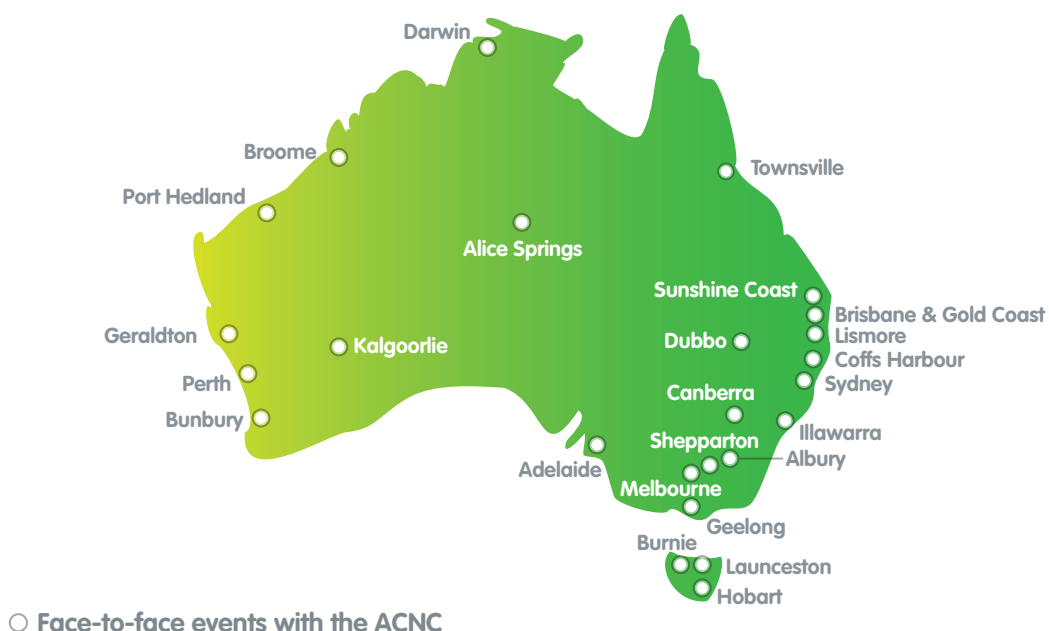 Darwin
Broome
Townsville
Port Hedland
Alice Springs
Sunshine Coast
Brisbane & Gold Coast
Geraldton
Kalgoorlie
Dubbo
Lismore
Coffs Harbour
Perth
Sydney
Canberra
Bunbury
Illawarra
Shepparton
Adelaide
Albury
Melbourne
Geelong
Burnie
Launceston
Hobart
Face-to-face events with the ACNC